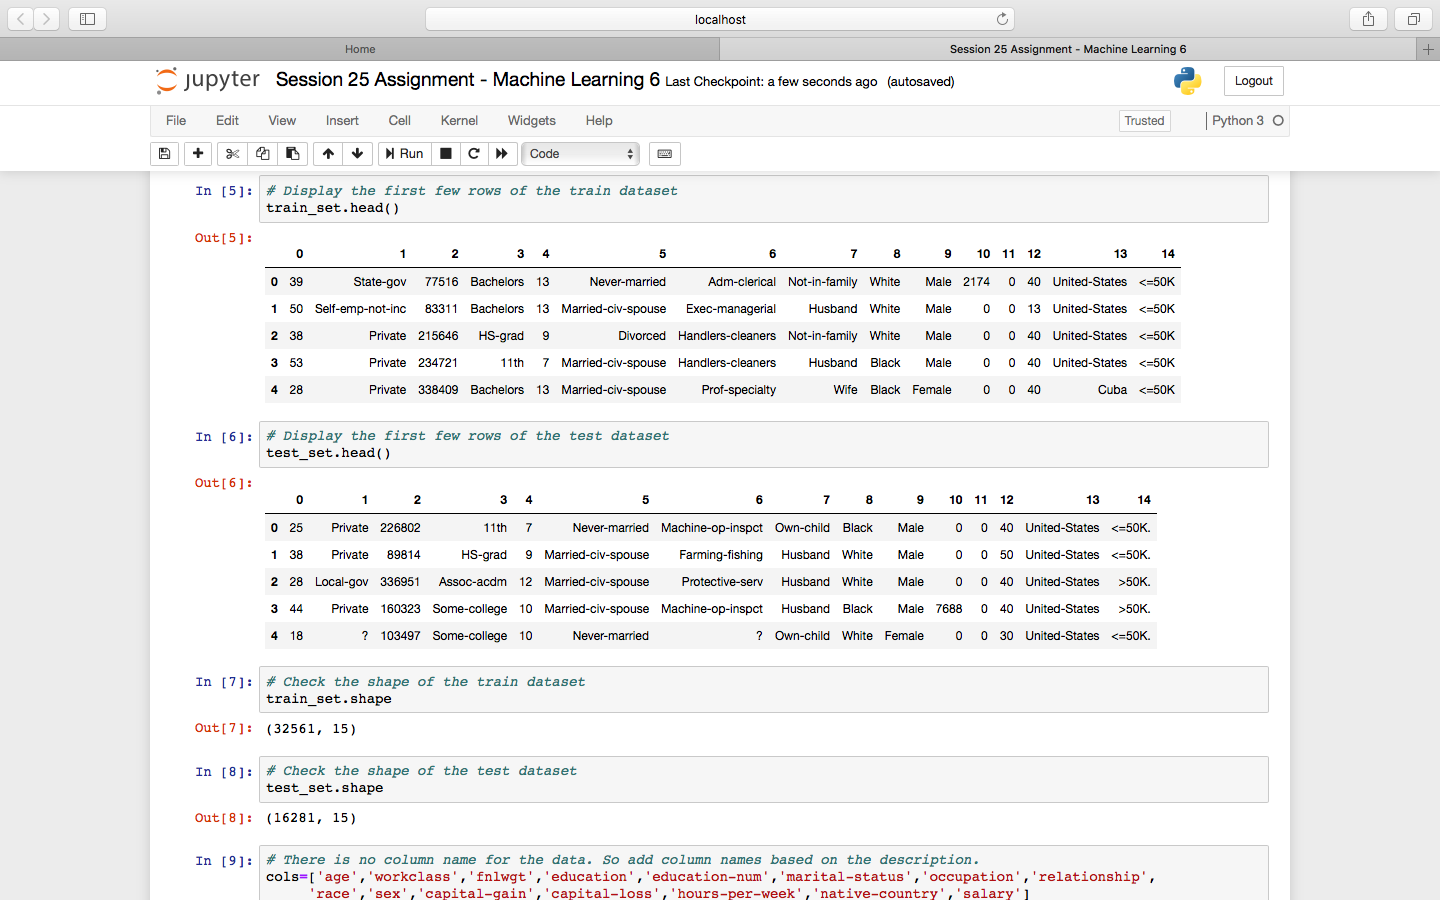 localhost
Home
Session 25 Assignment - Machine Learning 6
jupyter Session 25 Assignment - Machine Learning 6 Last Checkpoint: a few seconds ago (autosaved)
Logout
File Edit View Insert Cell Kernel Widgets Help
Trusted
Python 3
Run
Code
In [5]: # Display the first few rows of the train dataset
train_set.head()
Out[5]:
0 1 2 3 4 5 6 7 8 9 10 11 12 13 14
0 39 State-gov 77516 Bachelors 13 Never-married Adm-clerical Not-in-family White Male 2174 0 40 United-States <=50K
1 50 Self-emp-not-inc 83311 Bachelors 13 Married-civ-spouse Exec-managerial Husband White Male 0 0 13 United-States <=50K
2 38 Private 215646 HS-grad 9 Divorced Handlers-cleaners Not-in-family White Male 0 0 40 United-States <=50K
3 53 Private 234721 11th 7 Married-civ-spouse Handlers-cleaners Husband Black Male 0 0 40 United-States <=50K
4 28 Private 338409 Bachelors 13 Married-civ-spouse Prof-specialty Wife Black Female 0 0 40 Cuba <=50K
In [6]: # Display the first few rows of the test dataset
test_set.head()
Out[6]:
0 1 2 3 4 5 6 7 8 9 10 11 12 13 14
0 25 Private 226802 11th 7 Never-married Machine-op-inspct Own-child Black Male 0 0 40 United-States <=50K.
1 38 Private 89814 HS-grad 9 Married-civ-spouse Farming-fishing Husband White Male 0 0 50 United-States <=50K.
2 28 Local-gov 336951 Assoc-acdm 12 Married-civ-spouse Protective-serv Husband White Male 0 0 40 United-States >50K.
3 44 Private 160323 Some-college 10 Married-civ-spouse Machine-op-inspct Husband Black Male 7688 0 40 United-States >50K.
4 18 ? 103497 Some-college 10 Never-married ? Own-child White Female 0 0 30 United-States <=50K.
In [7]: # Check the shape of the train dataset
train_set.shape
Out[7]: (32561, 15)
In [8]: # Check the shape of the test dataset
test_set.shape
Out[8]: (16281, 15)
In [9]: # There is no column name for the data. So add column names based on the description.
cols=['age','workclass','fnlwgt','education','education-num','marital-status','occupation','relationship',
'race','sex','capital-gain','capital-loss','hours-per-week','native-country','salary']